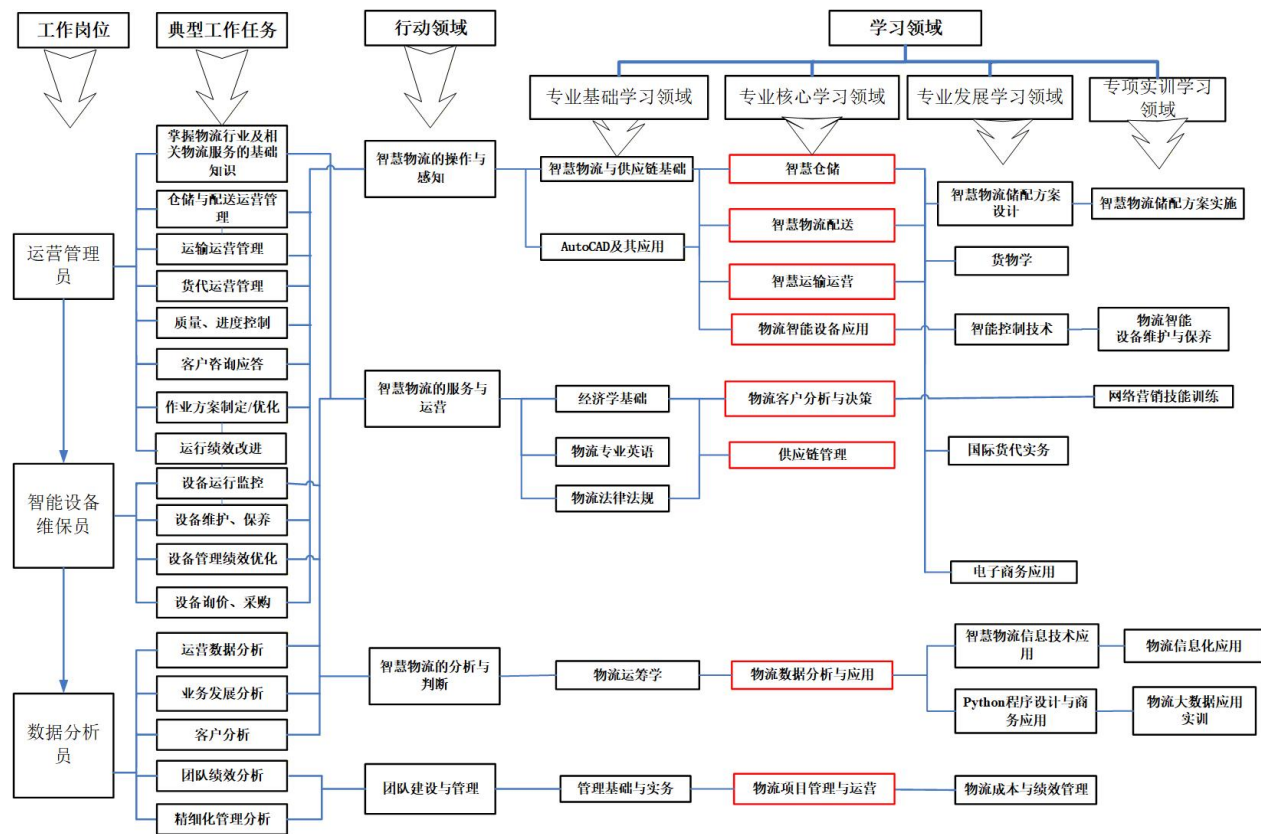 工作岗位
典型工作任务
行动领域
学习领域
专业基础学习领域
专业核心学习领域
专业发展学习领域
专项实训学习
领域
运营管理
员
智能设备
维保员
数据分析
员
掌握物流行业及相
关物流服务的基础
知识
仓储与配送运营管
理
运输运营管理
货代运营管理
质量、进度控制
客户咨询应答
作业方案制定/优化
运行绩效改进
设备运行监控
设备维护、保养
设备管理绩效优化
设备询价、采购
运营数据分析
业务发展分析
客户分析
团队绩效分析
精细化管理分析
智慧物流的操作与
感知
智慧物流的服务与
运营
智慧物流的分析与
判断
团队建设与管理
智慧物流与供应链基础
AutoCAD及其应用
经济学基础
物流专业英语
物流法律法规
物流运筹学
管理基础与实务
智慧仓储
智慧物流配送
智慧运输运营
物流智能设备应用
物流客户分析与决策
供应链管理
物流数据分析与应用
物流项目管理与运营
智慧物流储配方案
设计
货物学
智能控制技术
国际货代实务
电子商务应用
智慧物流信息技术应
用
Python程序设计与商
务应用
物流成本与绩效管理
智慧物流储配方案实施
物流智能
设备维护与保养
网络营销技能训练
物流信息化应用
物流大数据应用
实训